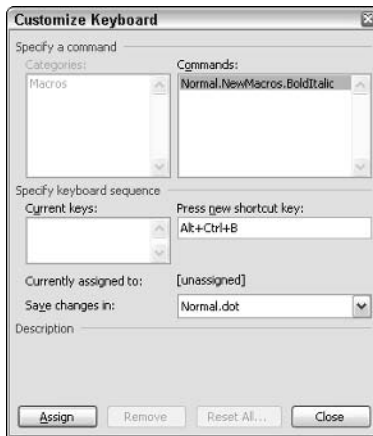 Customize Keyboard
Specify a command
Categories:
Commands:
Macros
Normal.NewMacros.BoldItalic
Specify keyboard sequence
Current keys:
Press new shortcut key:
Alt+Ctrl+B
Currently assigned to:
[unassigned]
Save changes in:
Normal.dot
Description
Assign
Remove
Reset All...
Close